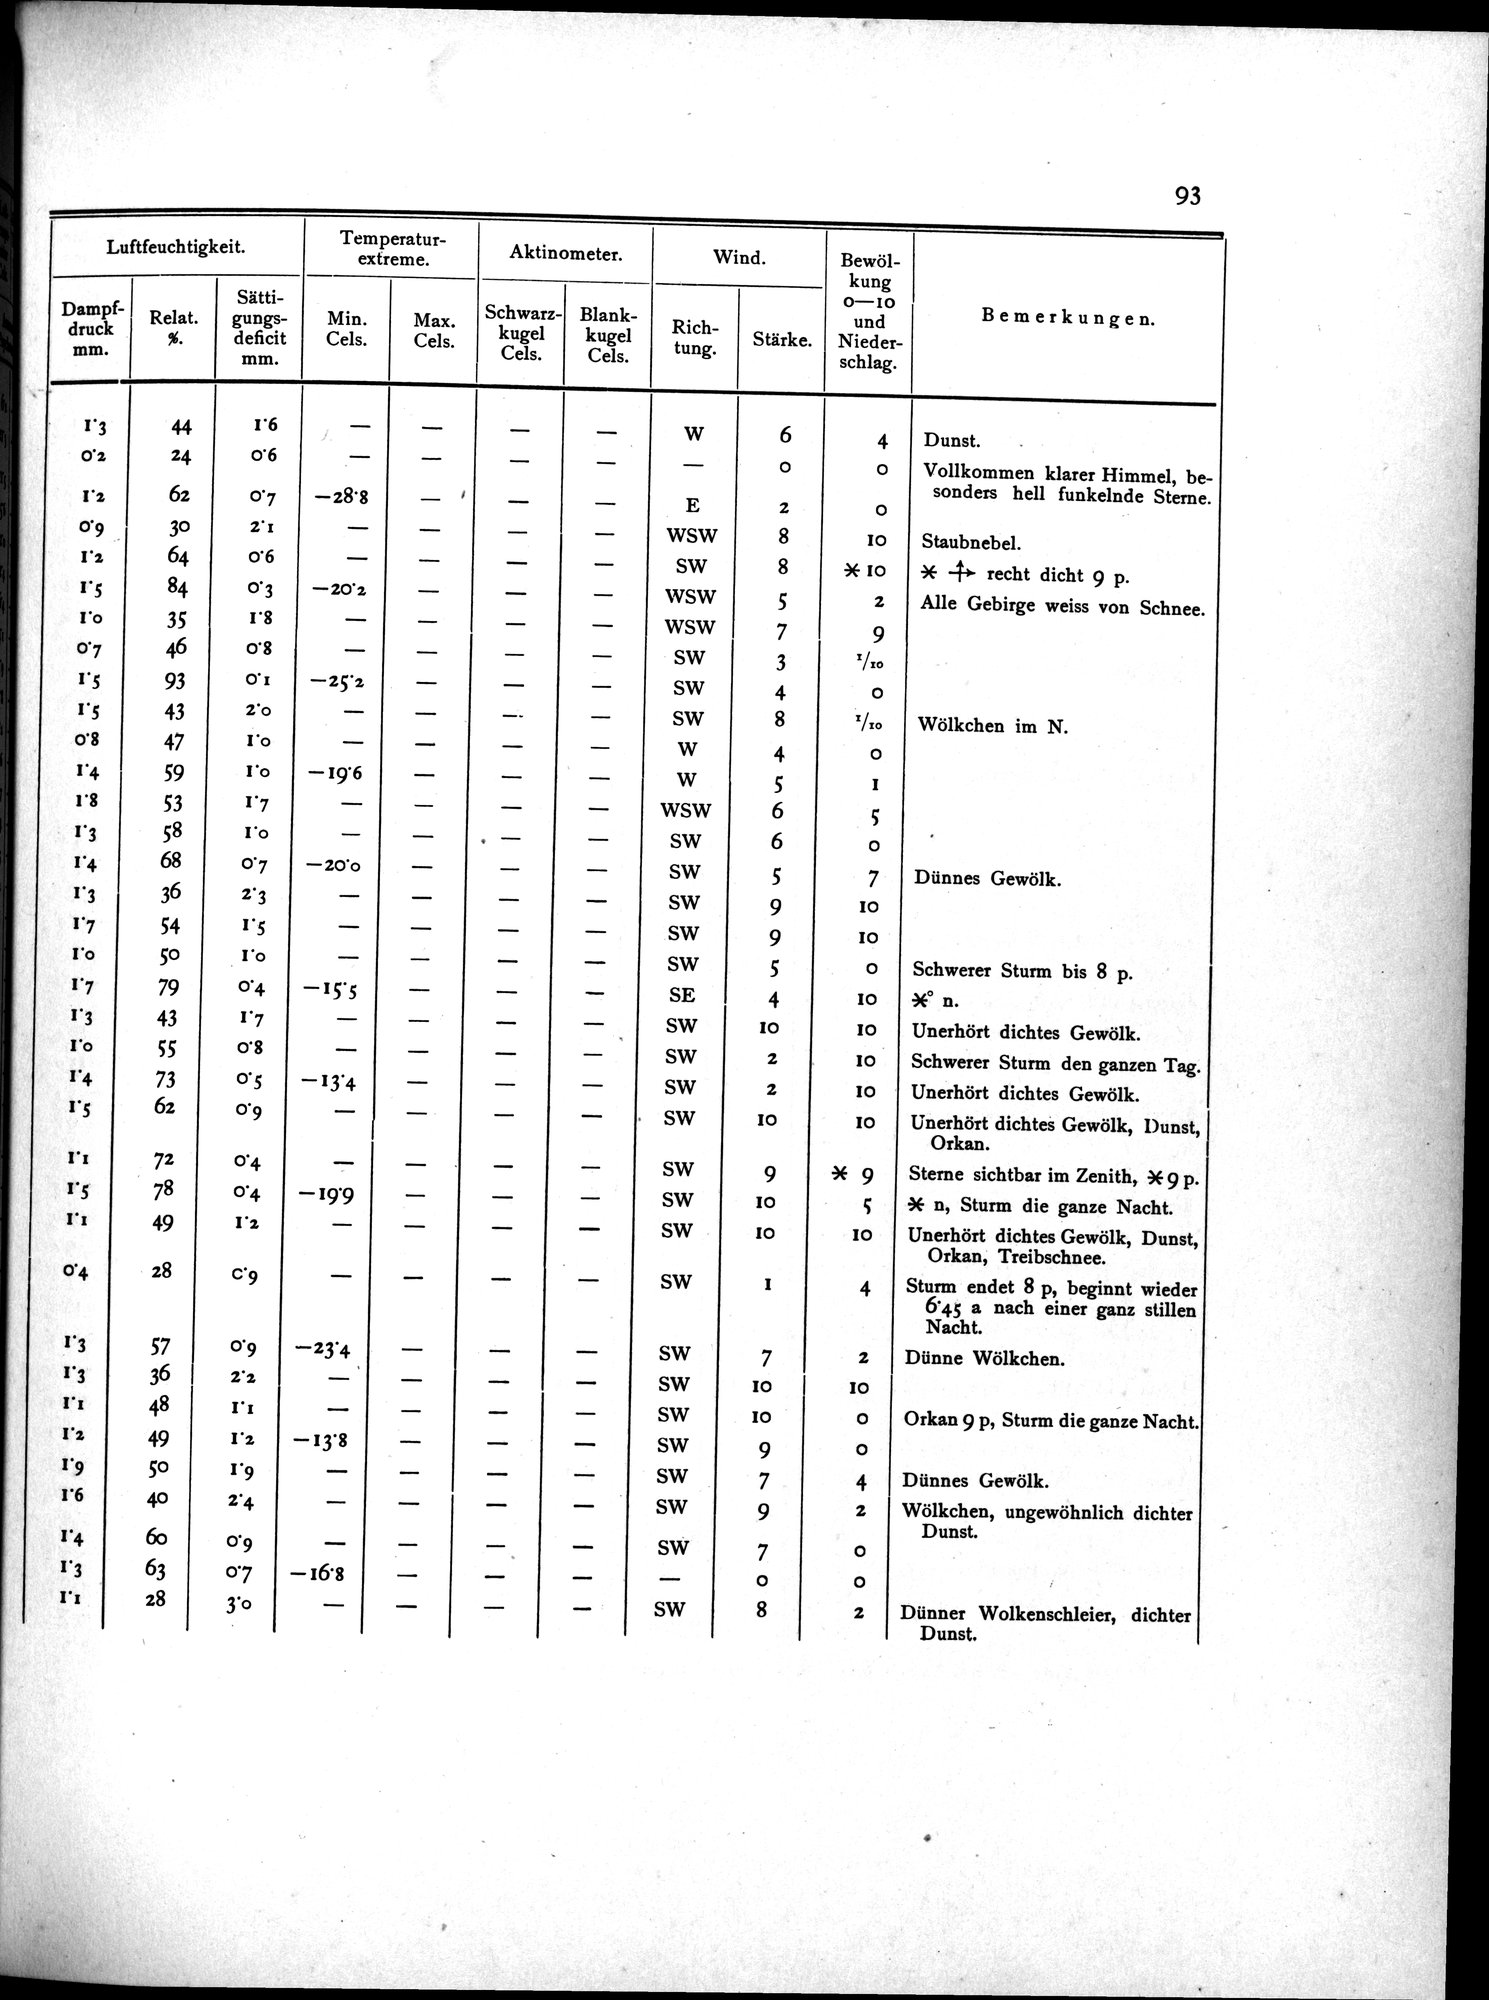 93
Luftfeuchtigkeit. Temperatur-extreme. Aktinometer. Wind. Bewölkung 0—10 und Niederschlag. Bemerkungen.
Dampfdruck mm. Relat. %. Sättigungsdeficit mm. Min. Cels. Max. Cels. Schwarzkugel Cels. Blankkugel Cels. Richtung. Stärke.
1·3 44 1·6 — — — — W 6 4 Dunst.
0·2 24 0·6 — — — — — 0 0 Vollkommen klarer Himmel, be-
sonders hell funkelnde Sterne.
1·2 62 0·7 —28·8 — — — E 2 0
0·9 30 2·1 — — — — WSW 8 10 Staubnebel.
1·2 64 0·6 — — — — SW 8 * 10 * recht dicht 9 p.
1·5 84 0·3 —20·2 — — — WSW 5 2 Alle Gebirge weiss von Schnee.
1·0 35 1·8 — — — — WSW 7 9
0·7 46 0·8 — — — — SW 3 1/10
1·5 93 0·1 —25·2 — — — SW 4 0
1·5 43 2·0 — — — — SW 8 1/10 Wölkchen im N.
0·8 47 1·0 — — — — W 4 0
1·4 59 1·0 —19·6 — — — W 5 1
1·8 53 1·7 — — — — WSW 6 5
1·3 58 1·0 — — — — SW 6 0
1·4 68 0·7 —20·0 — — — SW 5 7 Dünnes Gewölk.
1·3 36 2·3 — — — — SW 9 10
1·7 54 1·5 — — — — SW 9 10
1·0 50 1·0 — — — — SW 5 0 Schwerer Sturm bis 8 p.
1·7 79 0·4 —15·5 — — — SE 4 10 *° n.
1·3 43 1·7 — — — — SW 10 10 Unerhört dichtes Gewölk.
1·0 55 0·8 — — — — SW 2 10 Schwerer Sturm den ganzen Tag.
1·4 73 0·5 —13·4 — — — SW 2 10 Unerhört dichtes Gewölk.
1·5 62 0·9 — — — — SW 10 10 Unerhört dichtes Gewölk, Dunst,
Orkan.
1·1 72 0·4 — — — — SW 9 * 9 Sterne sichtbar im Zenith, * 9 p.
1·5 78 0·4 —19·9 — — — SW 10 5 * n, Sturm die ganze Nacht.
1·1 49 1·2 — — — — SW 10 10 Unerhört dichtes Gewölk, Dunst,
Orkan, Treibschnee.
0·4 28 0·9 — — — — SW 1 4 Sturm endet 8 p, beginnt wieder
6·45 a nach einer ganz stillen
Nacht.
1·3 57 0·9 —23·4 — — — SW 7 2 Dünne Wölkchen.
1·3 36 2·2 — — — — SW 10 10
1·1 48 1·1 — — — — SW 10 0 Orkan 9 p, Sturm die ganze Nacht.
1·2 49 1·2 —13·8 — — — SW 9 0
1·9 50 1·9 — — — — SW 7 4 Dünnes Gewölk.
1·6 40 2·4 — — — — SW 9 2 Wölkchen, ungewöhnlich dichter
Dunst.
1·4 60 0·9 — — — — SW 7 0
1·3 63 0·7 —16·8 — — — — 0 0
1·1 28 3·0 — — — — SW 8 2 Dünner Wolkenschleier, dichter
Dunst.